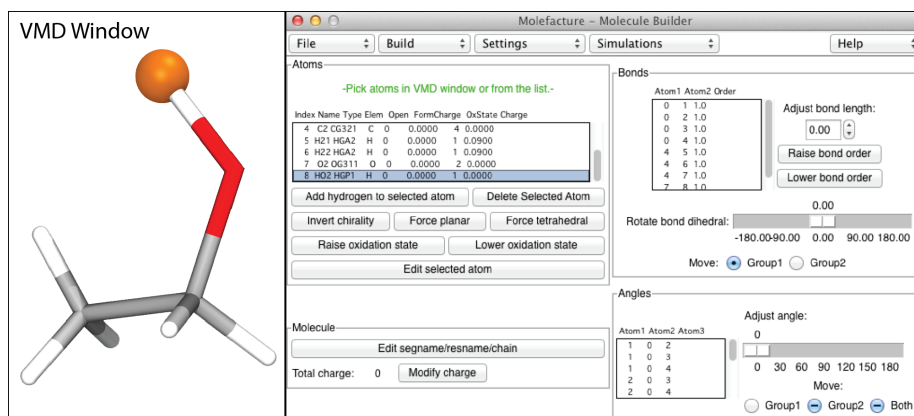 VMD Window
Molefacture – Molecule Builder
File Build Settings Simulations Help
Atoms
-Pick atoms in VMD window or from the list.-
Index Name Type Elem Open FormCharge OxState Charge
4 C2 CG321 C 0 0.0000 4 0.0000
5 H21 HGA2 H 0 0.0000 1 0.0900
6 H22 HGA2 H 0 0.0000 1 0.0900
7 O2 OG311 O 0 0.0000 2 0.0000
8 HO2 HGP1 H 0 0.0000 1 0.0000
Add hydrogen to selected atom Delete Selected Atom
Invert chirality Force planar Force tetrahedral
Raise oxidation state Lower oxidation state
Edit selected atom
Molecule
Edit segname/resname/chain
Total charge: 0 Modify charge
Bonds
Atom1 Atom2 Order
0 1 1.0
0 2 1.0
0 3 1.0
0 4 1.0
4 5 1.0
4 6 1.0
4 7 1.0
7 8 1.0
Adjust bond length:
0.00
Raise bond order
Lower bond order
0.00
Rotate bond dihedral:
-180.00 -90.00 0.00 90.00 180.00
Move: Group1 Group2
Angles
Atom1 Atom2 Atom3
1 0 2
1 0 3
1 0 4
2 0 3
2 0 4
Adjust angle:
0
0 30 60 90 120 150 180
Move:
Group1 Group2 Both